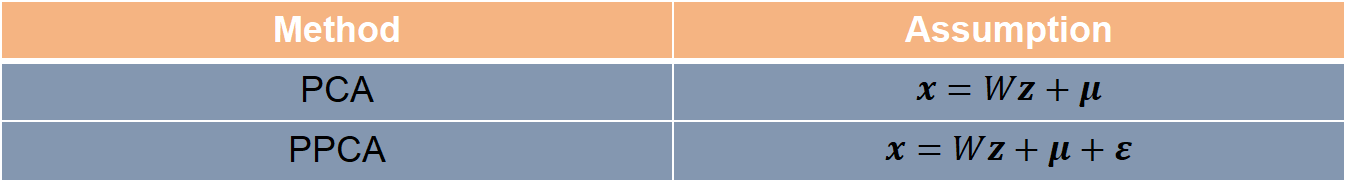 Method Assumption
PCA x = Wz + μ
PPCA x = Wz + μ + ε